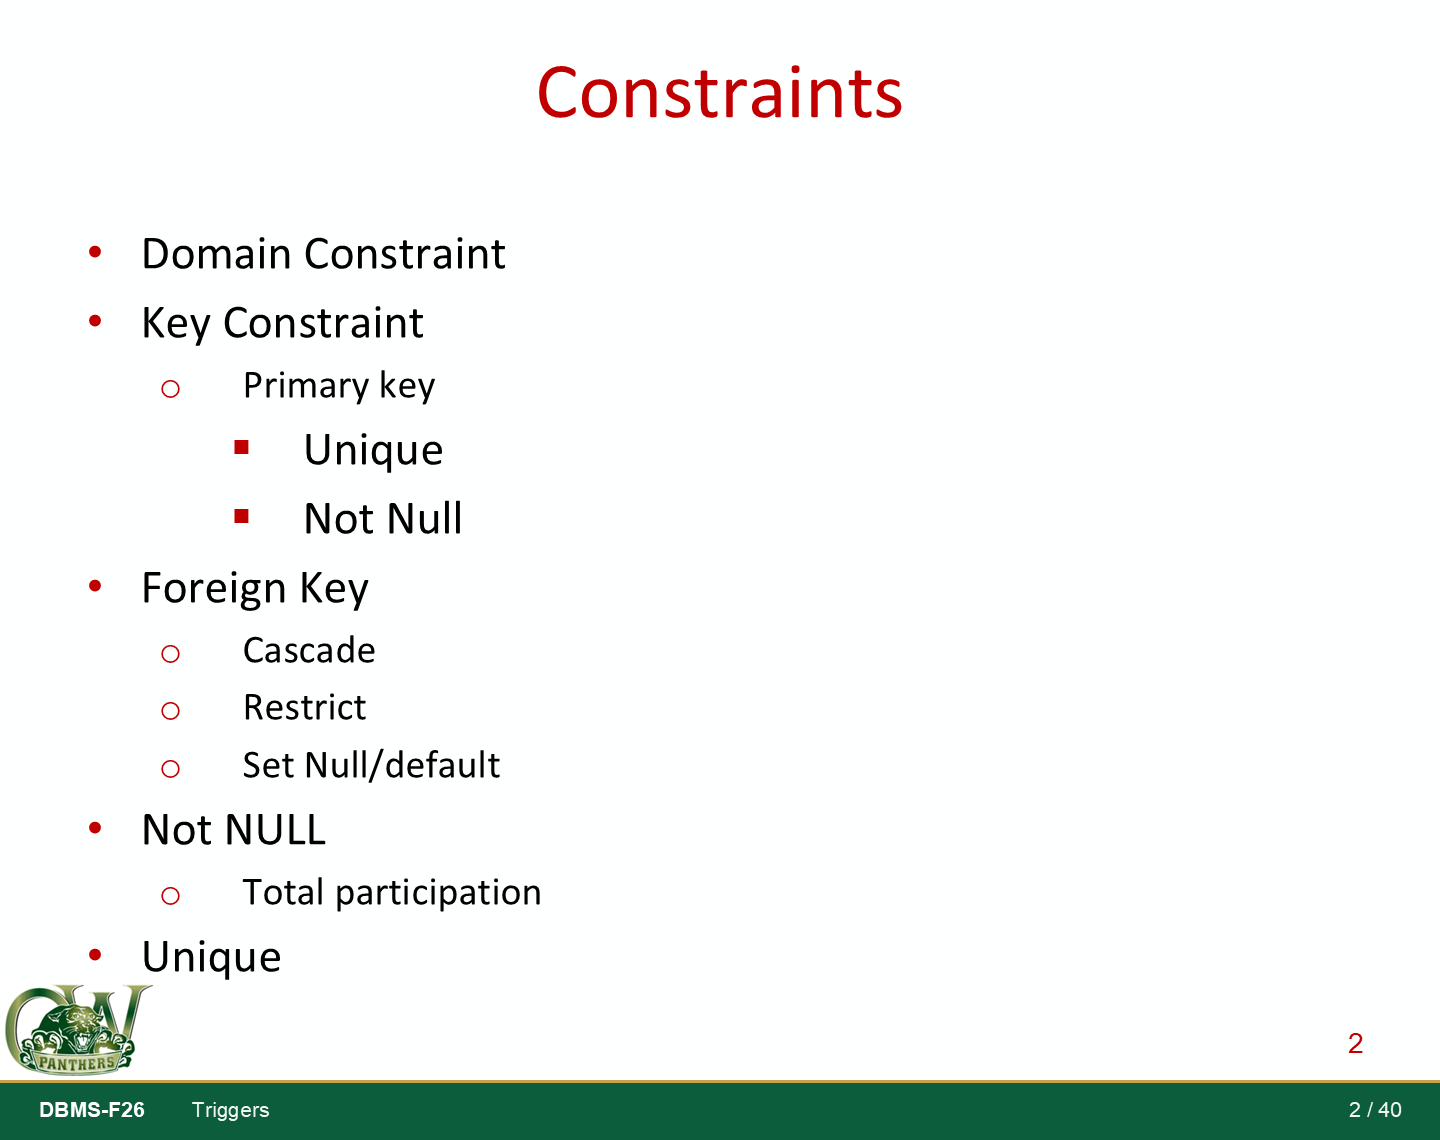 Constraints
• Domain Constraint
• Key Constraint
o Primary key
▪ Unique
▪ Not Null
• Foreign Key
o Cascade
o Restrict
o Set Null/default
• Not NULL
o Total participation
• Unique
OW
PANTHERS
2
DBMS-F26 Triggers 2 / 40